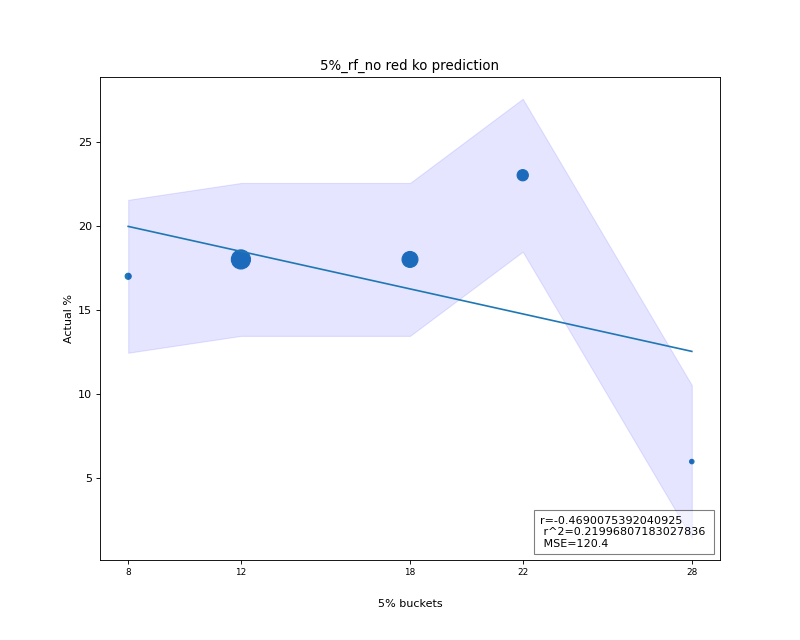 5%_rf_no red ko prediction
25
20
15
10
5
Actual %
r=-0.4690075392040925
r^2=0.21996807183027836
MSE=120.4
8 12 18 22 28
5% buckets